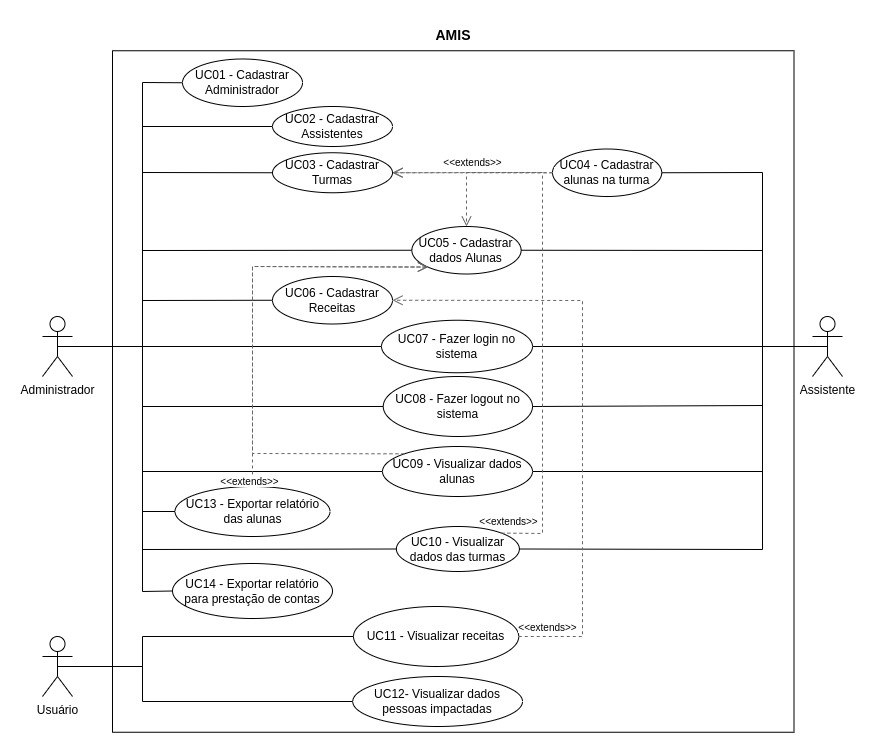 AMIS
UC01 - Cadastrar
Administrador
UC02 - Cadastrar
Assistentes
UC03 - Cadastrar
Turmas
<<extends>>
UC04 - Cadastrar
alunas na turma
UC05 - Cadastrar
dados Alunas
UC06 - Cadastrar
Receitas
UC07 - Fazer login no
sistema
Administrador
Assistente
UC08 - Fazer logout no
sistema
UC09 - Visualizar dados
alunas
<<extends>>
UC13 - Exportar relatório
das alunas
<<extends>>
UC10 - Visualizar
dados das turmas
UC14 - Exportar relatório
para prestação de contas
UC11 - Visualizar receitas
<<extends>>
Usuário
UC12- Visualizar dados
pessoas impactadas